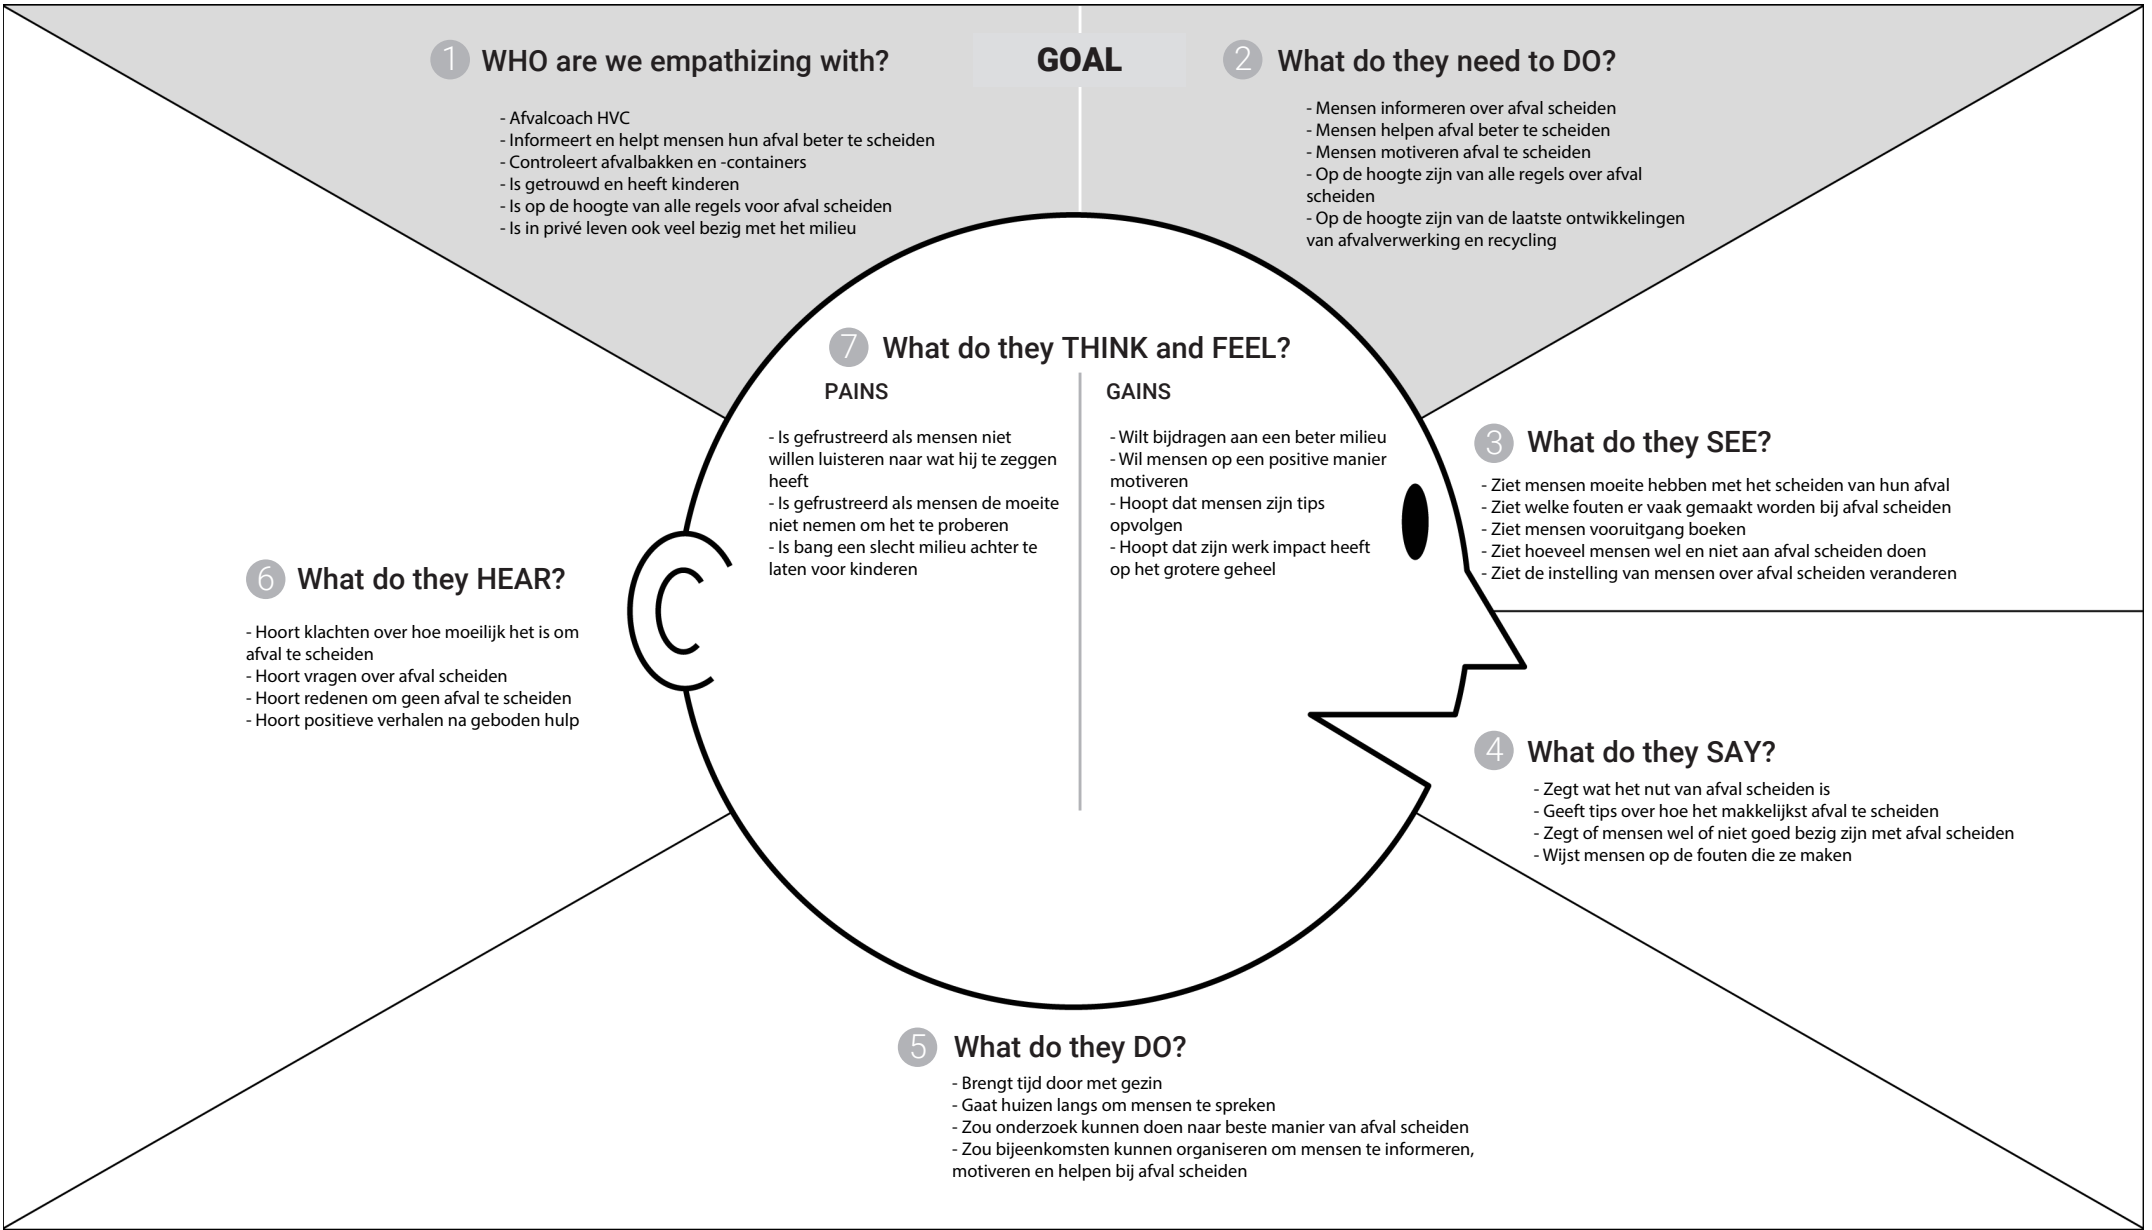 GOAL
1 WHO are we empathizing with?
- Afvalcoach HVC
- Informeert en helpt mensen hun afval beter te scheiden
- Controleert afvalbakken en -containers
- Is getrouwd en heeft kinderen
- Is op de hoogte van alle regels voor afval scheiden
- Is in privé leven ook veel bezig met het milieu
2 What do they need to DO?
- Mensen informeren over afval scheiden
- Mensen helpen afval beter te scheiden
- Mensen motiveren afval te scheiden
- Op de hoogte zijn van alle regels over afval
scheiden
- Op de hoogte zijn van de laatste ontwikkelingen
van afvalverwerking en recycling
3 What do they SEE?
- Ziet mensen moeite hebben met het scheiden van hun afval
- Ziet welke fouten er vaak gemaakt worden bij afval scheiden
- Ziet mensen vooruitgang boeken
- Ziet hoeveel mensen wel en niet aan afval scheiden doen
- Ziet de instelling van mensen over afval scheiden veranderen
4 What do they SAY?
- Zegt wat het nut van afval scheiden is
- Geeft tips over hoe het makkelijkst afval te scheiden
- Zegt of mensen wel of niet goed bezig zijn met afval scheiden
- Wijst mensen op de fouten die ze maken
5 What do they DO?
- Brengt tijd door met gezin
- Gaat huizen langs om mensen te spreken
- Zou onderzoek kunnen doen naar beste manier van afval scheiden
- Zou bijeenkomsten kunnen organiseren om mensen te informeren,
motiveren en helpen bij afval scheiden
6 What do they HEAR?
- Hoort klachten over hoe moeilijk het is om
afval te scheiden
- Hoort vragen over afval scheiden
- Hoort redenen om geen afval te scheiden
- Hoort positieve verhalen na geboden hulp
7 What do they THINK and FEEL?
PAINS
- Is gefrustreerd als mensen niet
willen luisteren naar wat hij te zeggen
heeft
- Is gefrustreerd als mensen de moeite
niet nemen om het te proberen
- Is bang een slecht milieu achter te
laten voor kinderen
GAINS
- Wilt bijdragen aan een beter milieu
- Wil mensen op een positive manier
motiveren
- Hoopt dat mensen zijn tips
opvolgen
- Hoopt dat zijn werk impact heeft
op het grotere geheel